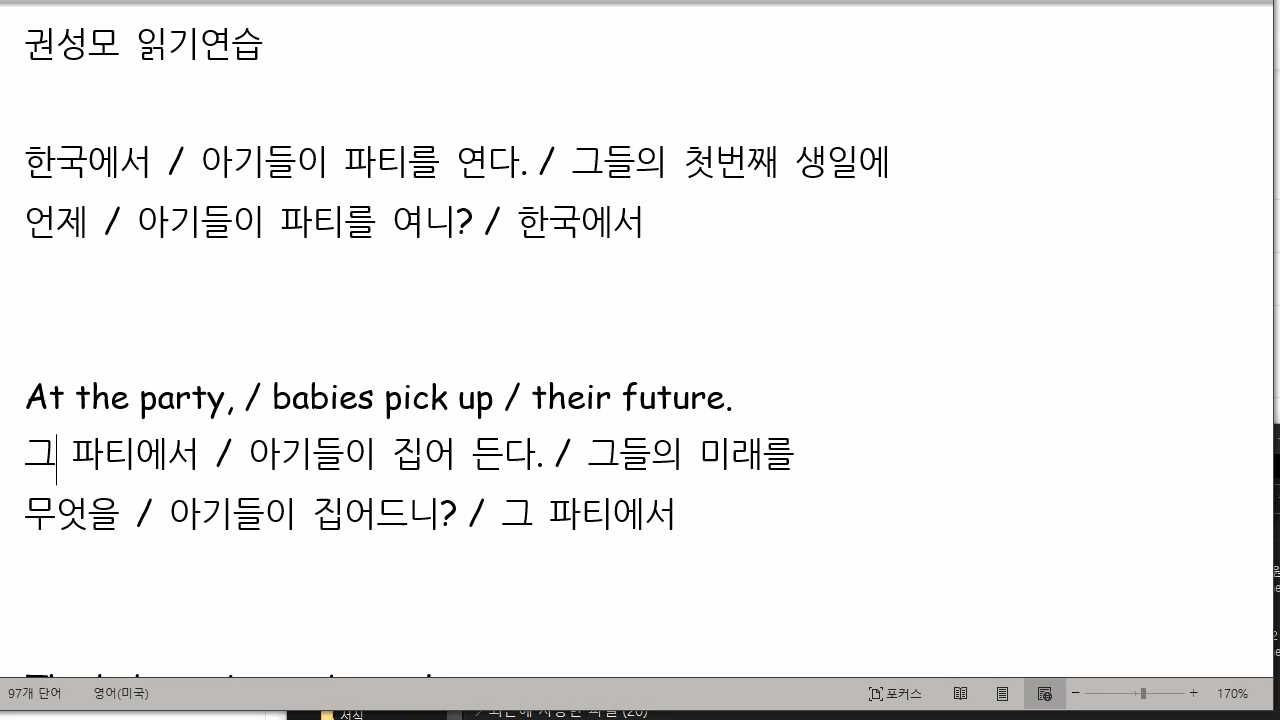 권성모 읽기연습
한국에서 / 아기들이 파티를 연다. / 그들의 첫번째 생일에
언제 / 아기들이 파티를 여니? / 한국에서
At the party, / babies pick up / their future.
그 파티에서 / 아기들이 집어 든다. / 그들의 미래를
무엇을 / 아기들이 집어드니? / 그 파티에서
97개 단어 영어(미국) 포커스 170%
서식